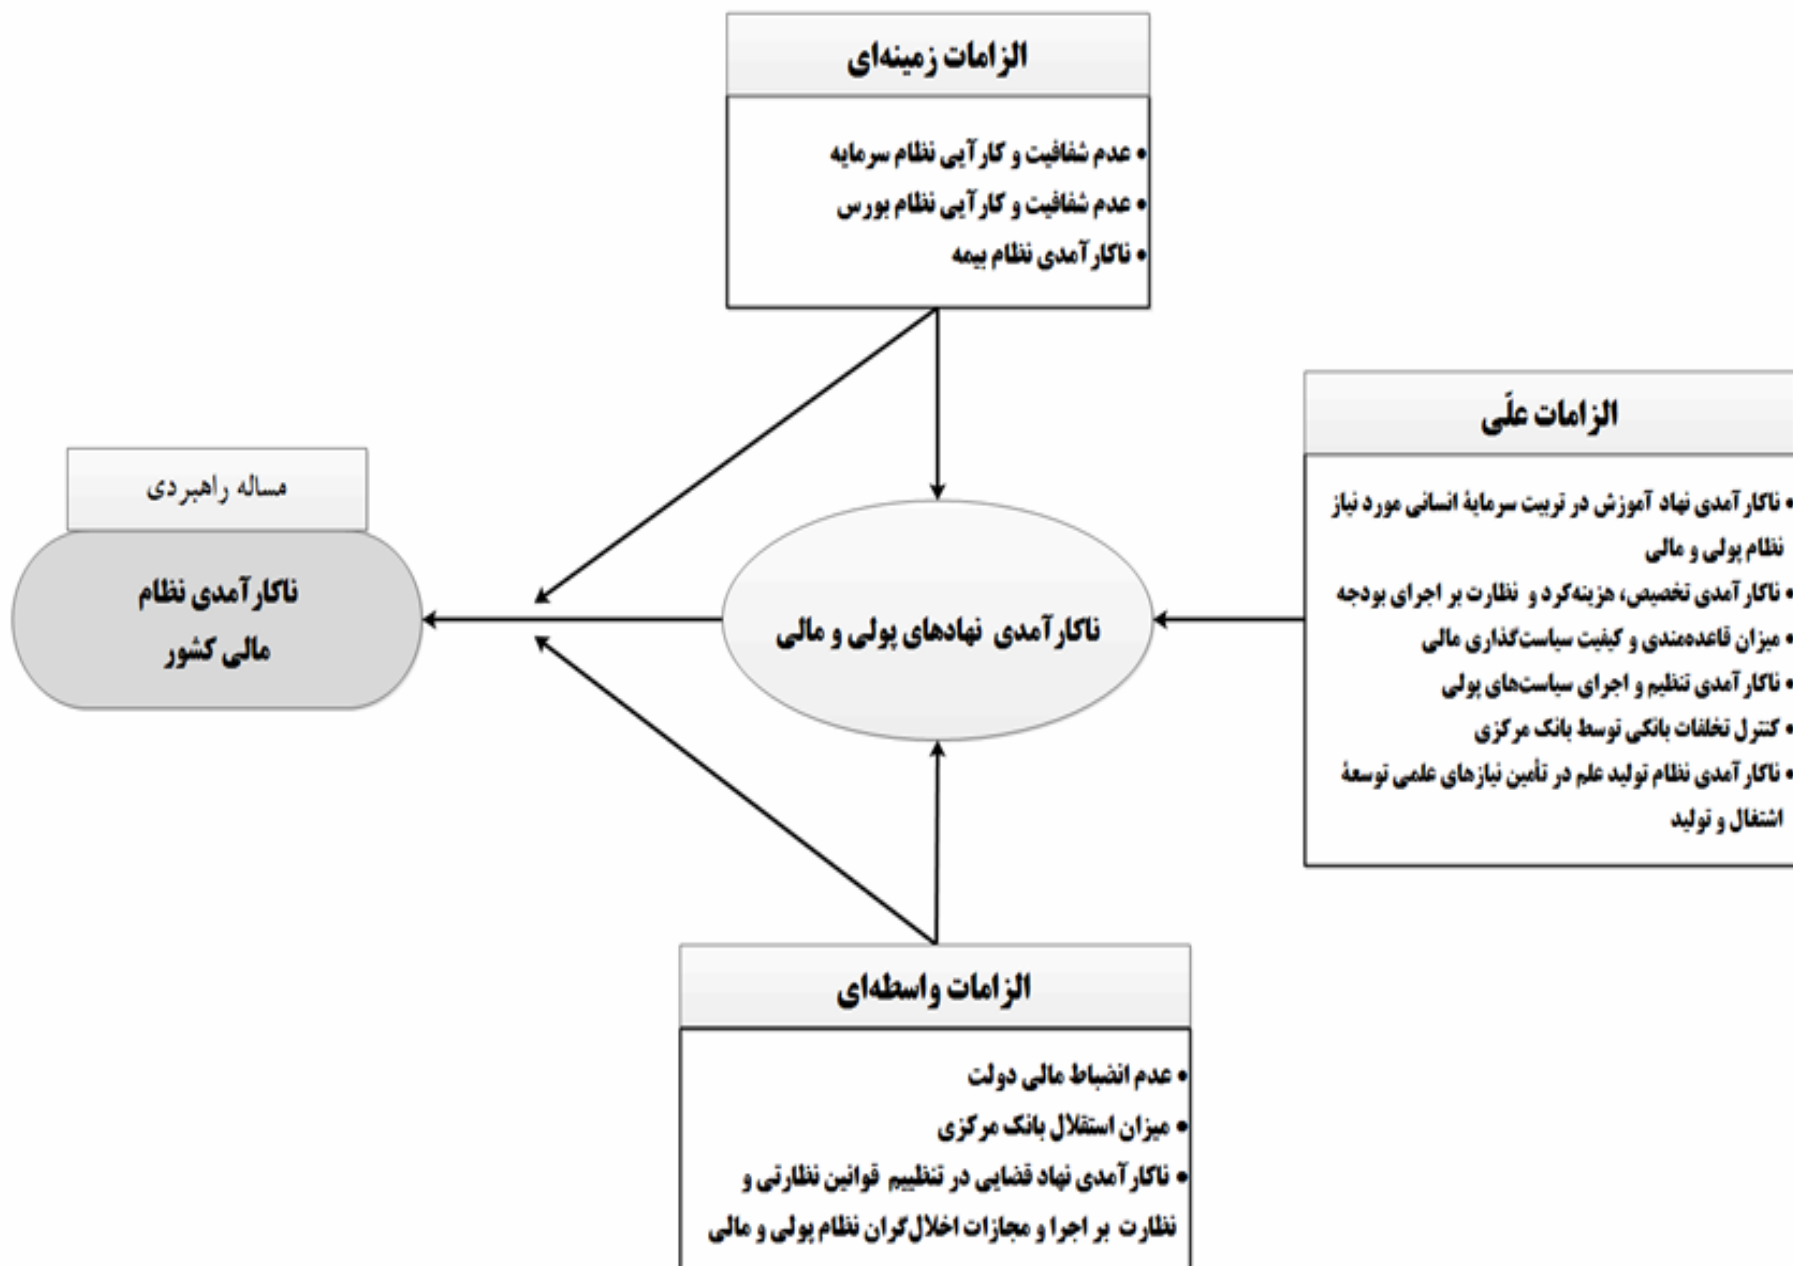 الزامات زمینه‌ای
• عدم شفافیت و کارآیی نظام سرمایه
• عدم شفافیت و کارآیی نظام بورس
• ناکارآمدی نظام بیمه
الزامات علّی
• ناکارآمدی نهاد آموزش در تربیت سرمایهٔ انسانی مورد نیاز
نظام پولی و مالی
• ناکارآمدی تخصیص، هزینه‌کرد و نظارت بر اجرای بودجه
• میزان قاعده‌مندی و کیفیت سیاست‌گذاری مالی
• ناکارآمدی تنظیم و اجرای سیاست‌های پولی
• کنترل تخلفات بانکی توسط بانک مرکزی
• ناکارآمدی نظام تولید علم در تأمین نیازهای علمی توسعهٔ
اشتغال و تولید
ناکارآمدی نهادهای پولی و مالی
مساله راهبردی
ناکارآمدی نظام
مالی کشور
الزامات واسطه‌ای
• عدم انضباط مالی دولت
• میزان استقلال بانک مرکزی
• ناکارآمدی نهاد قضایی در تنظییم قوانین نظارتی و
نظارت بر اجرا و مجازات اخلال‌گران نظام پولی و مالی